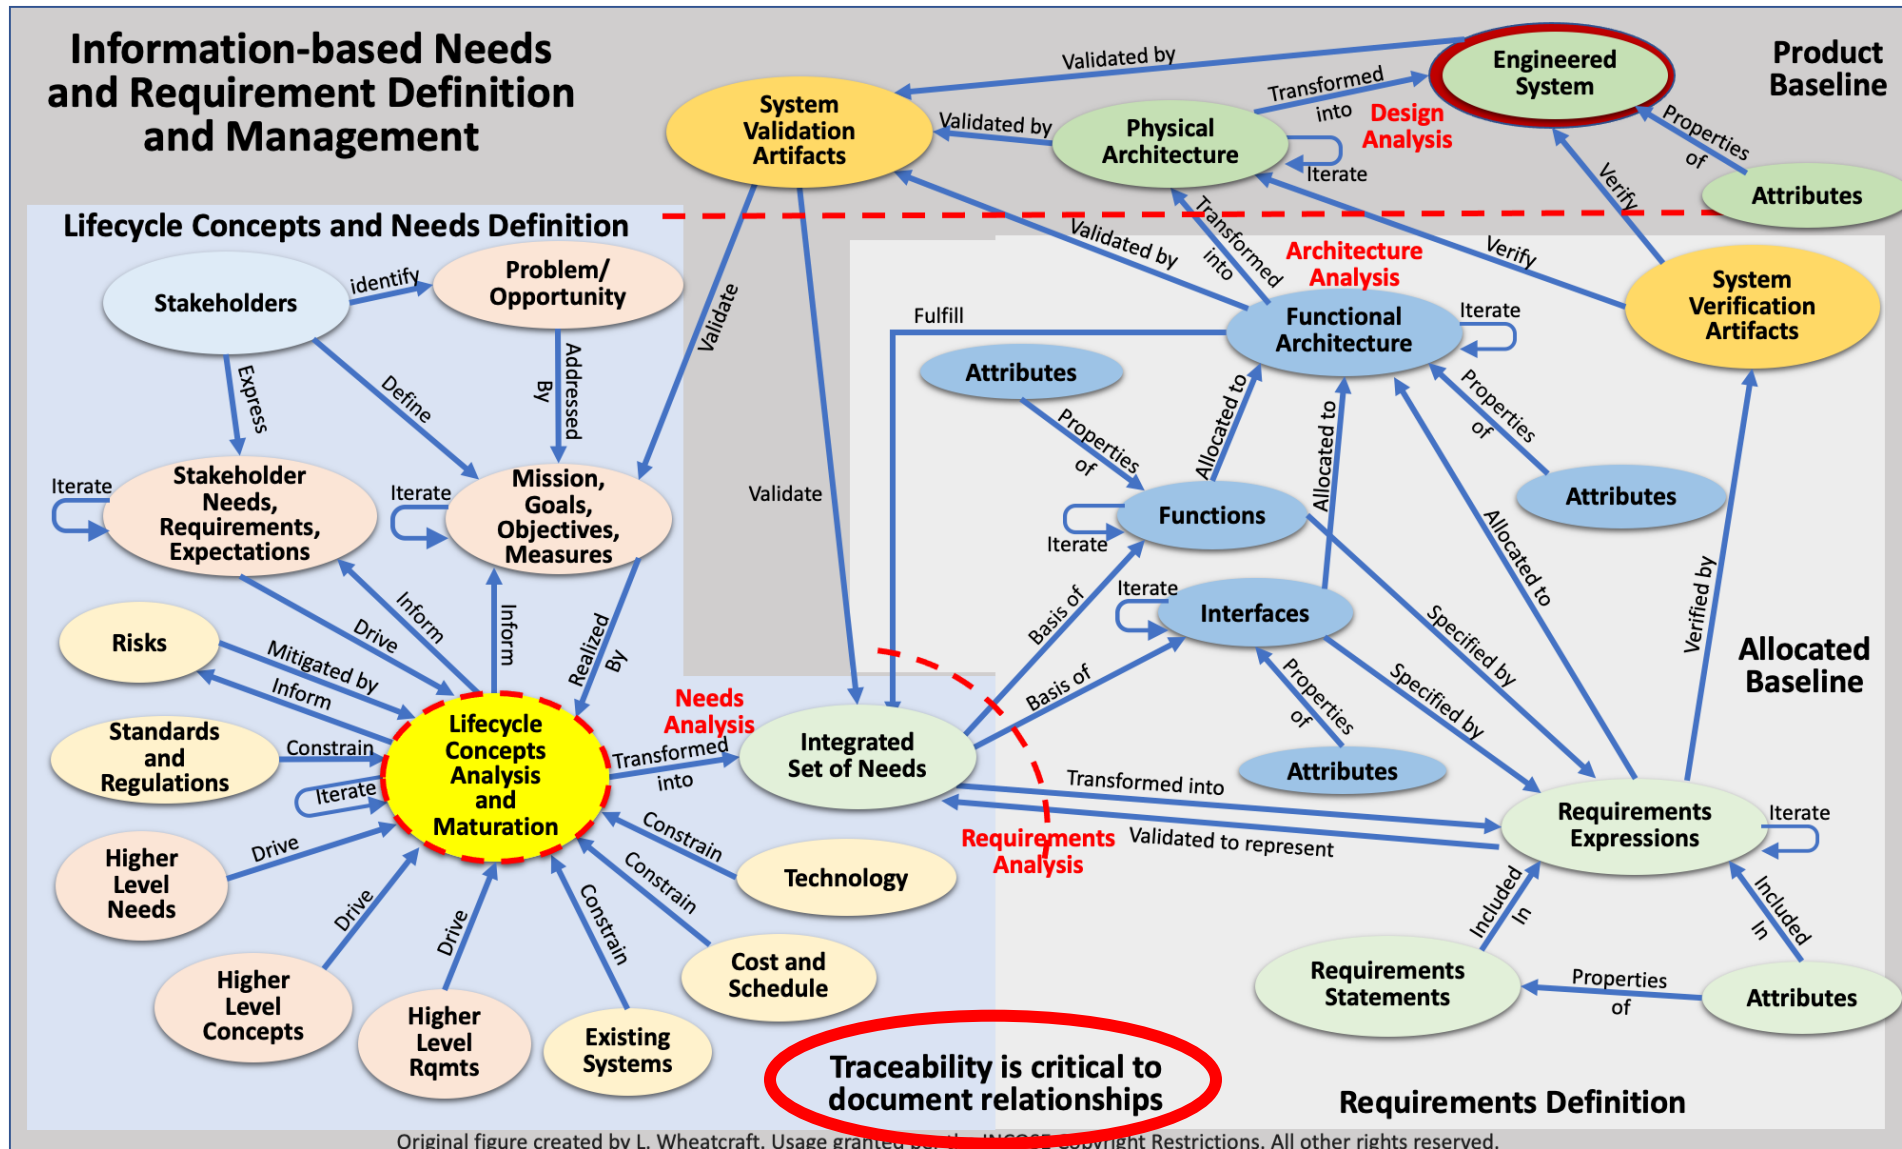 Information-based Needs
and Requirement Definition
and Management
Product
Baseline
Engineered
System
Validated by
Transformed
into
Design
Analysis
System
Validation
Artifacts
Validated by
Physical
Architecture
Iterate
Properties
of
Attributes
Verify
Lifecycle Concepts and Needs Definition
Stakeholders
identify
Problem/
Opportunity
Validate
Validated by
Transformed
into
Architecture
Analysis
Verify
System
Verification
Artifacts
Fulfill
Functional
Architecture
Iterate
Express
Define
Addressed
By
Attributes
Properties
of
Allocated to
Allocated to
Properties
of
Attributes
Iterate
Stakeholder
Needs,
Requirements,
Expectations
Iterate
Mission,
Goals,
Objectives,
Measures
Validate
Functions
Iterate
Allocated to
Verified by
Iterate
Interfaces
Basis of
Basis of
Specified by
Specified by
Properties
of
Attributes
Allocated
Baseline
Risks
Mitigated by
Inform
Drive
Inform
Inform
Realized
By
Standards
and
Regulations
Constrain
Iterate
Lifecycle
Concepts
Analysis
and
Maturation
Needs
Analysis
Transformed
into
Integrated
Set of Needs
Transformed into
Validated to represent
Requirements
Analysis
Requirements
Expressions
Iterate
Higher
Level
Needs
Drive
Drive
Drive
Constrain
Constrain
Constrain
Technology
Cost and
Schedule
Higher
Level
Concepts
Higher
Level
Rqmts
Existing
Systems
Included
In
Included
In
Requirements
Statements
Properties
of
Attributes
Traceability is critical to
document relationships
Requirements Definition
Original figure created by L. Wheatcraft. Usage granted per the INCOSE Copyright Restrictions. All other rights reserved.